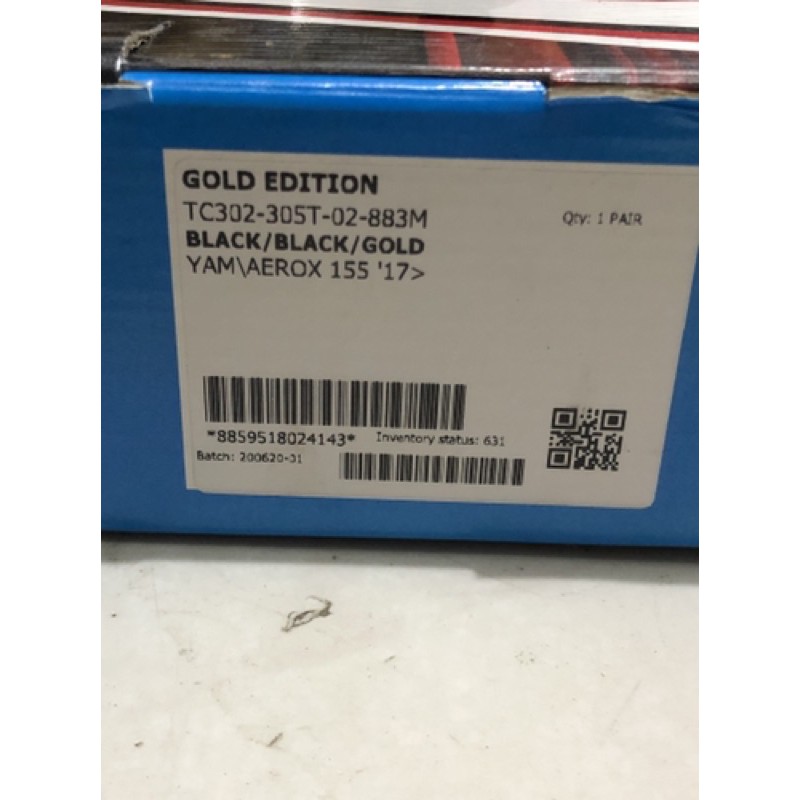 GOLD EDITION
TC302-305T-02-883M
Qty: 1 PAIR
BLACK/BLACK/GOLD
YAM\AEROX 155 '17>
*8859518024143*
Inventory status: 631
Batch: 200620-01